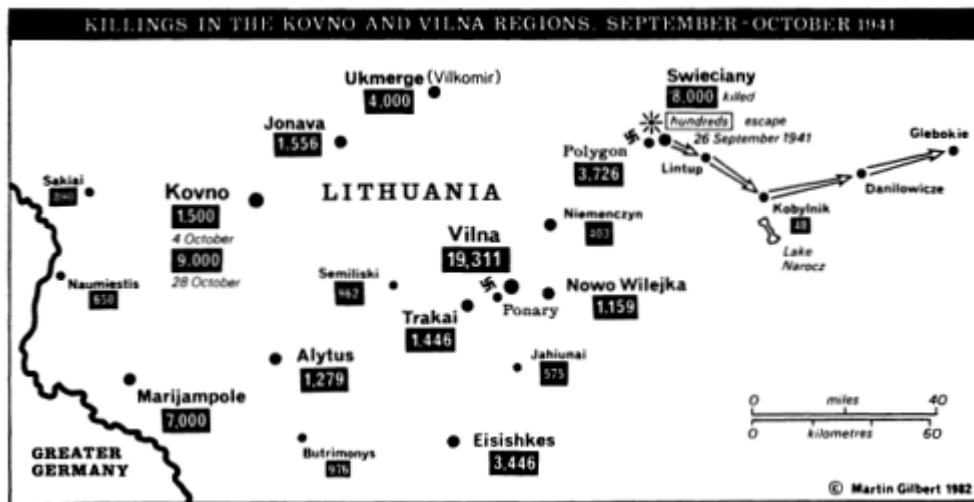 KILLINGS IN THE KOVNO AND VILNA REGIONS. SEPTEMBER-OCTOBER 1941
Ukmerge (Vilkomir)
4,000
Swieciany
8,000 killed
hundreds escape
26 September 1941
Jonava
1,556
Polygon
3,726
Lintup
Glebokie
Danilowicze
Kobylnik
48
Lake
Narocz
Sakiai
890
Kovno
1.500
4 October
9.000
28 October
LITHUANIA
Niemenczyn
403
Vilna
19,311
Naumiestis
650
Semiliski
962
Ponary
Nowo Wilejka
1,159
Trakai
1.446
Alytus
1,279
Jahiunai
575
Marijampole
7,000
Butrimonys
976
Eisishkes
3,446
GREATER
GERMANY
0 miles 40
0 kilometres 60
© Martin Gilbert 1982